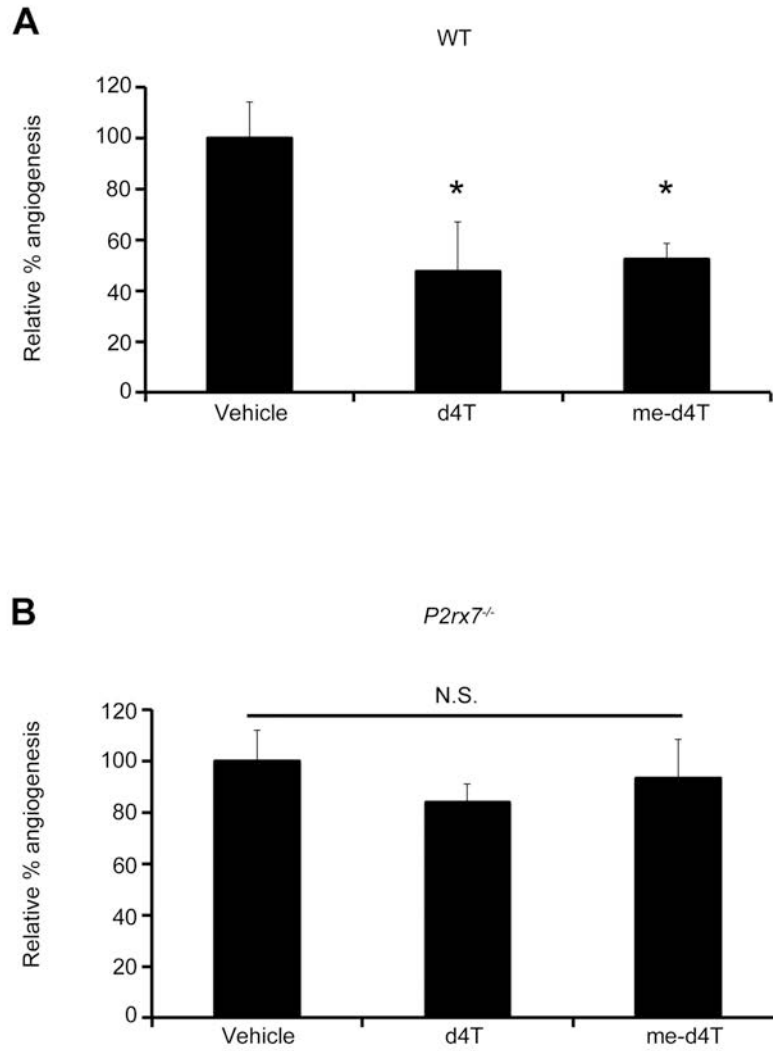 A
WT
Relative % angiogenesis
120
100
80
60
40
20
0
* *
Vehicle d4T me-d4T
B
P2rx7-/-
N.S.
Relative % angiogenesis
120
100
80
60
40
20
0
Vehicle d4T me-d4T